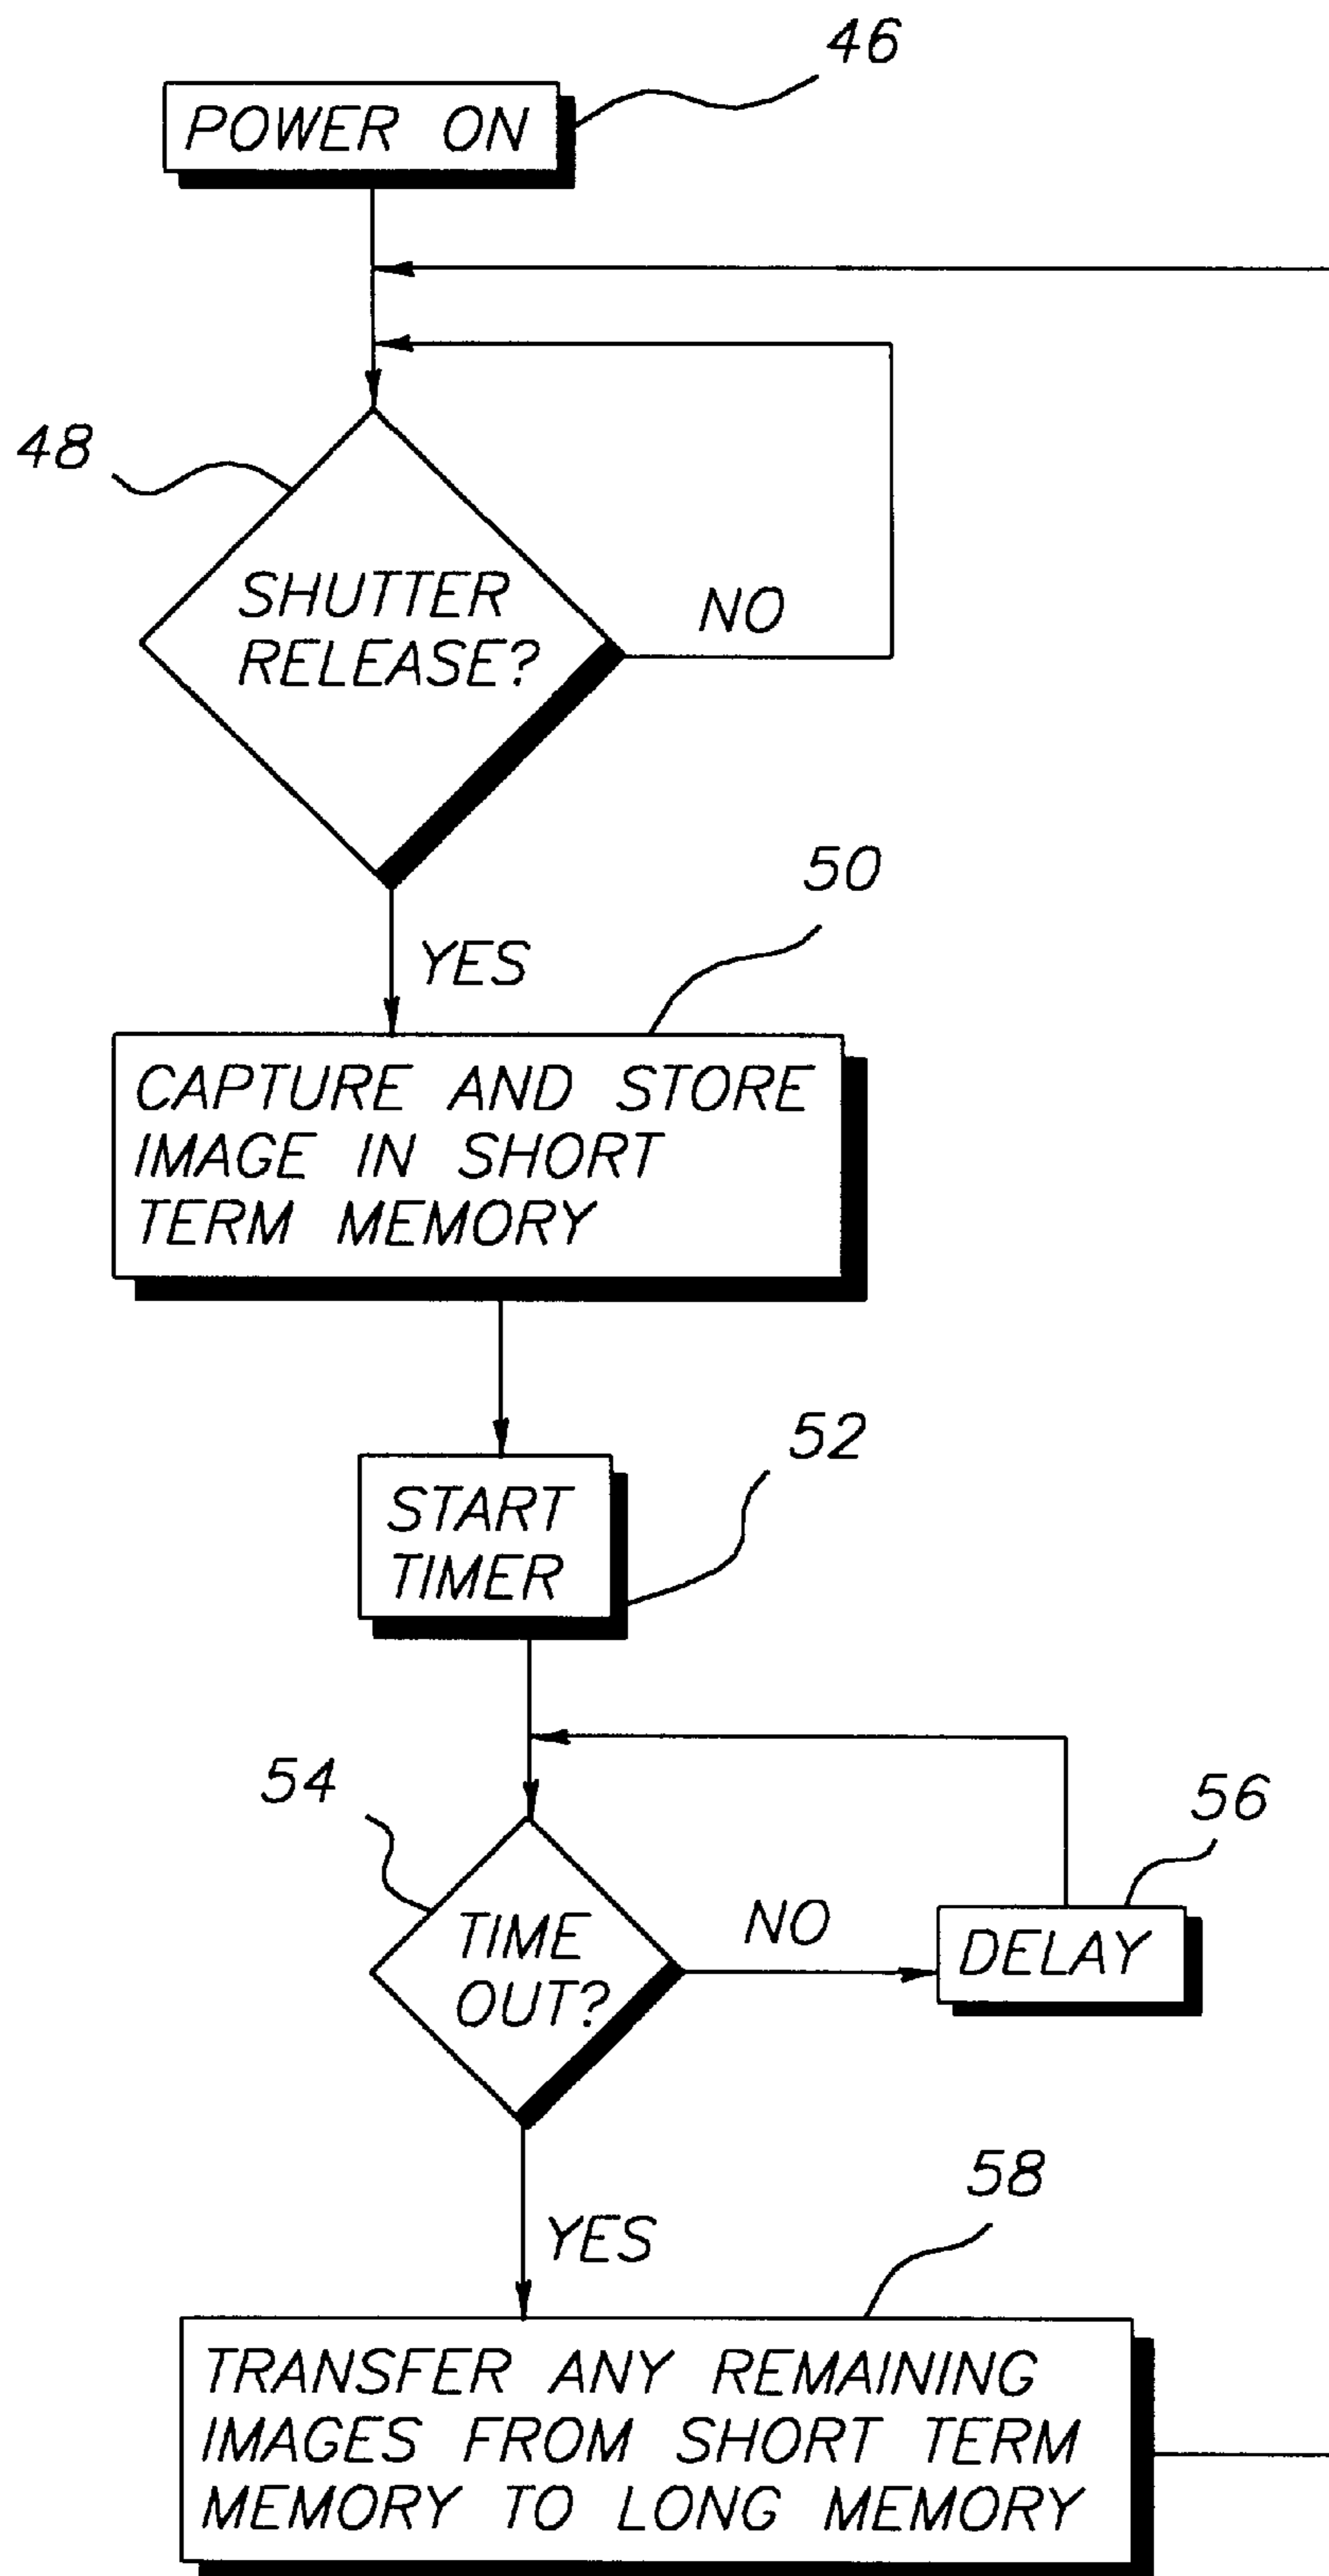 46
POWER ON
48
SHUTTER
RELEASE?
NO
YES
50
CAPTURE AND STORE
IMAGE IN SHORT
TERM MEMORY
52
START
TIMER
54
TIME
OUT?
NO
56
DELAY
YES
58
TRANSFER ANY REMAINING
IMAGES FROM SHORT TERM
MEMORY TO LONG MEMORY